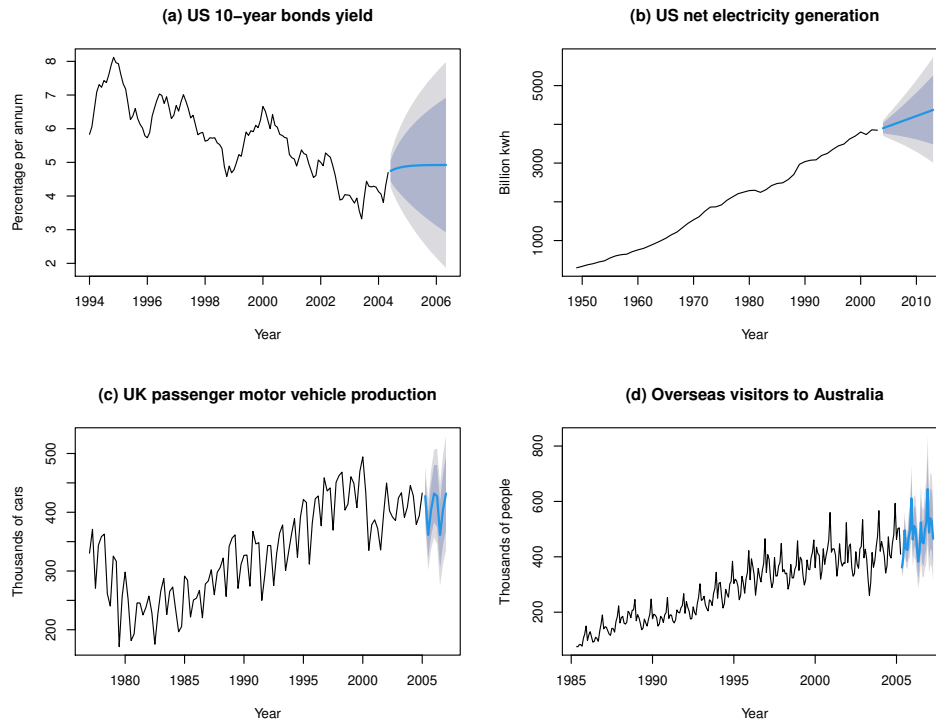 (a) US 10−year bonds yield
Percentage per annum
8
7
6
5
4
3
2
1994 1996 1998 2000 2002 2004 2006
Year
(b) US net electricity generation
Billion kwh
5000
3000
1000
1950 1960 1970 1980 1990 2000 2010
Year
(c) UK passenger motor vehicle production
Thousands of cars
500
400
300
200
1980 1985 1990 1995 2000 2005
Year
(d) Overseas visitors to Australia
Thousands of people
800
600
400
200
1985 1990 1995 2000 2005
Year